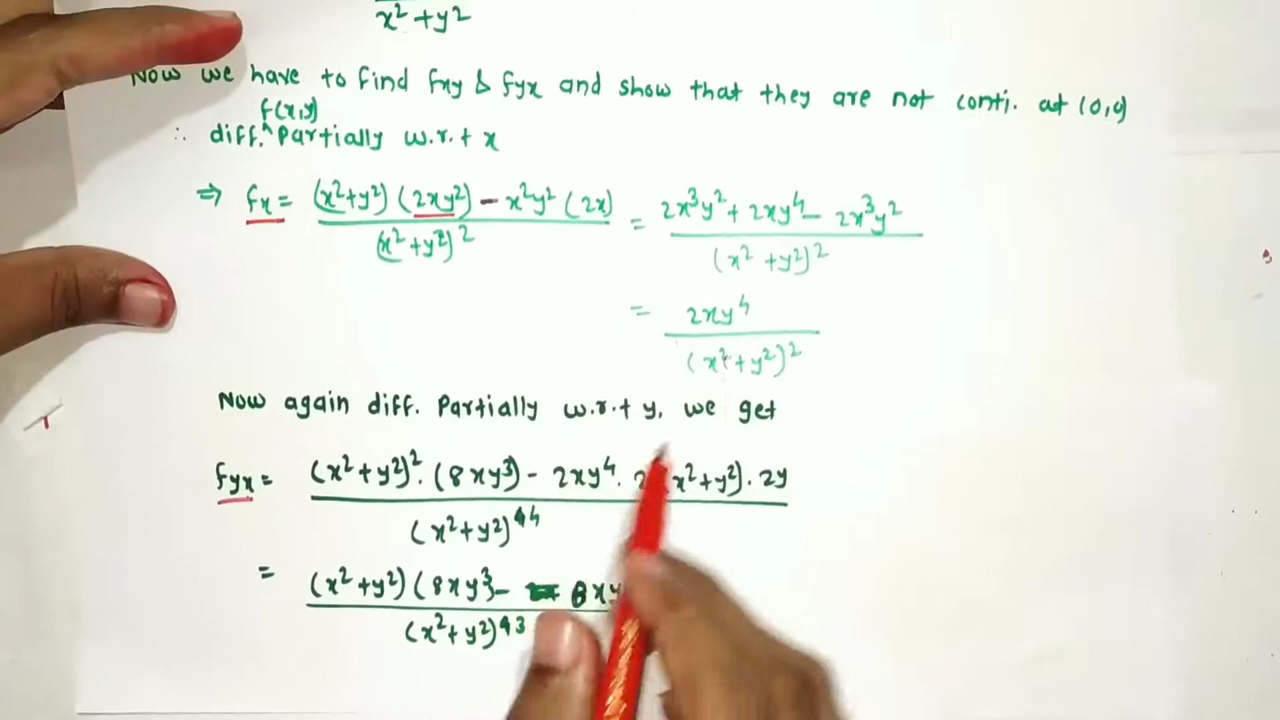 x² + y²
Now we have to find fxy & fyx and show that they are not conti. at (0,0)
f(x,y)
∴ diff. ^ Partially w.r.t x
⇒ fx = (x²+y²) (2xy²) - x²y² (2x) / (x²+y²)² = 2x³y² + 2xy⁴ - 2x³y² / (x² + y²)²
= 2xy⁴ / (x²+y²)²
Now again diff. Partially w.r.t y, we get
fyx = (x²+y²)² · (8xy³) - 2xy⁴ · 2 (x²+y²) · 2y / (x²+y²)⁴
= (x²+y²) (8xy³ - 8xy / (x²+y²)³